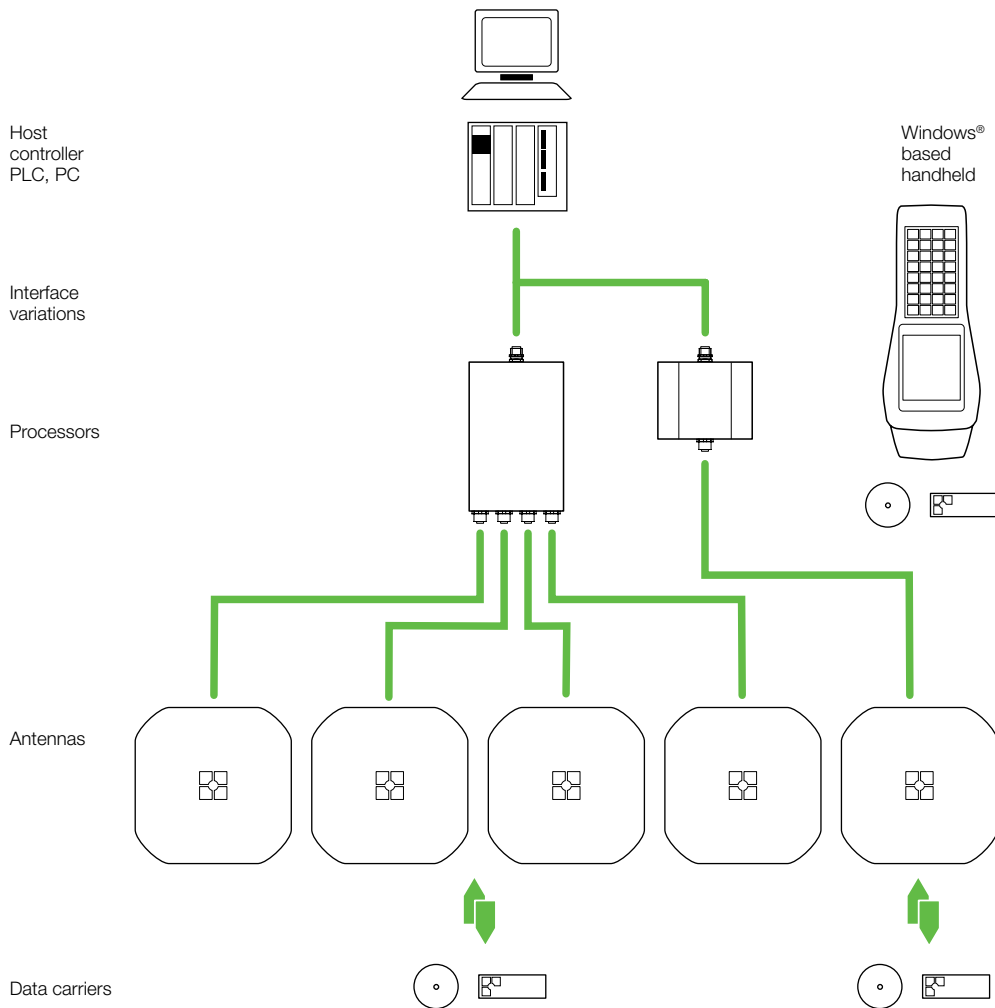 Host
controller
PLC, PC
Windows®
based
handheld
Interface
variations
Processors
Antennas
Data carriers